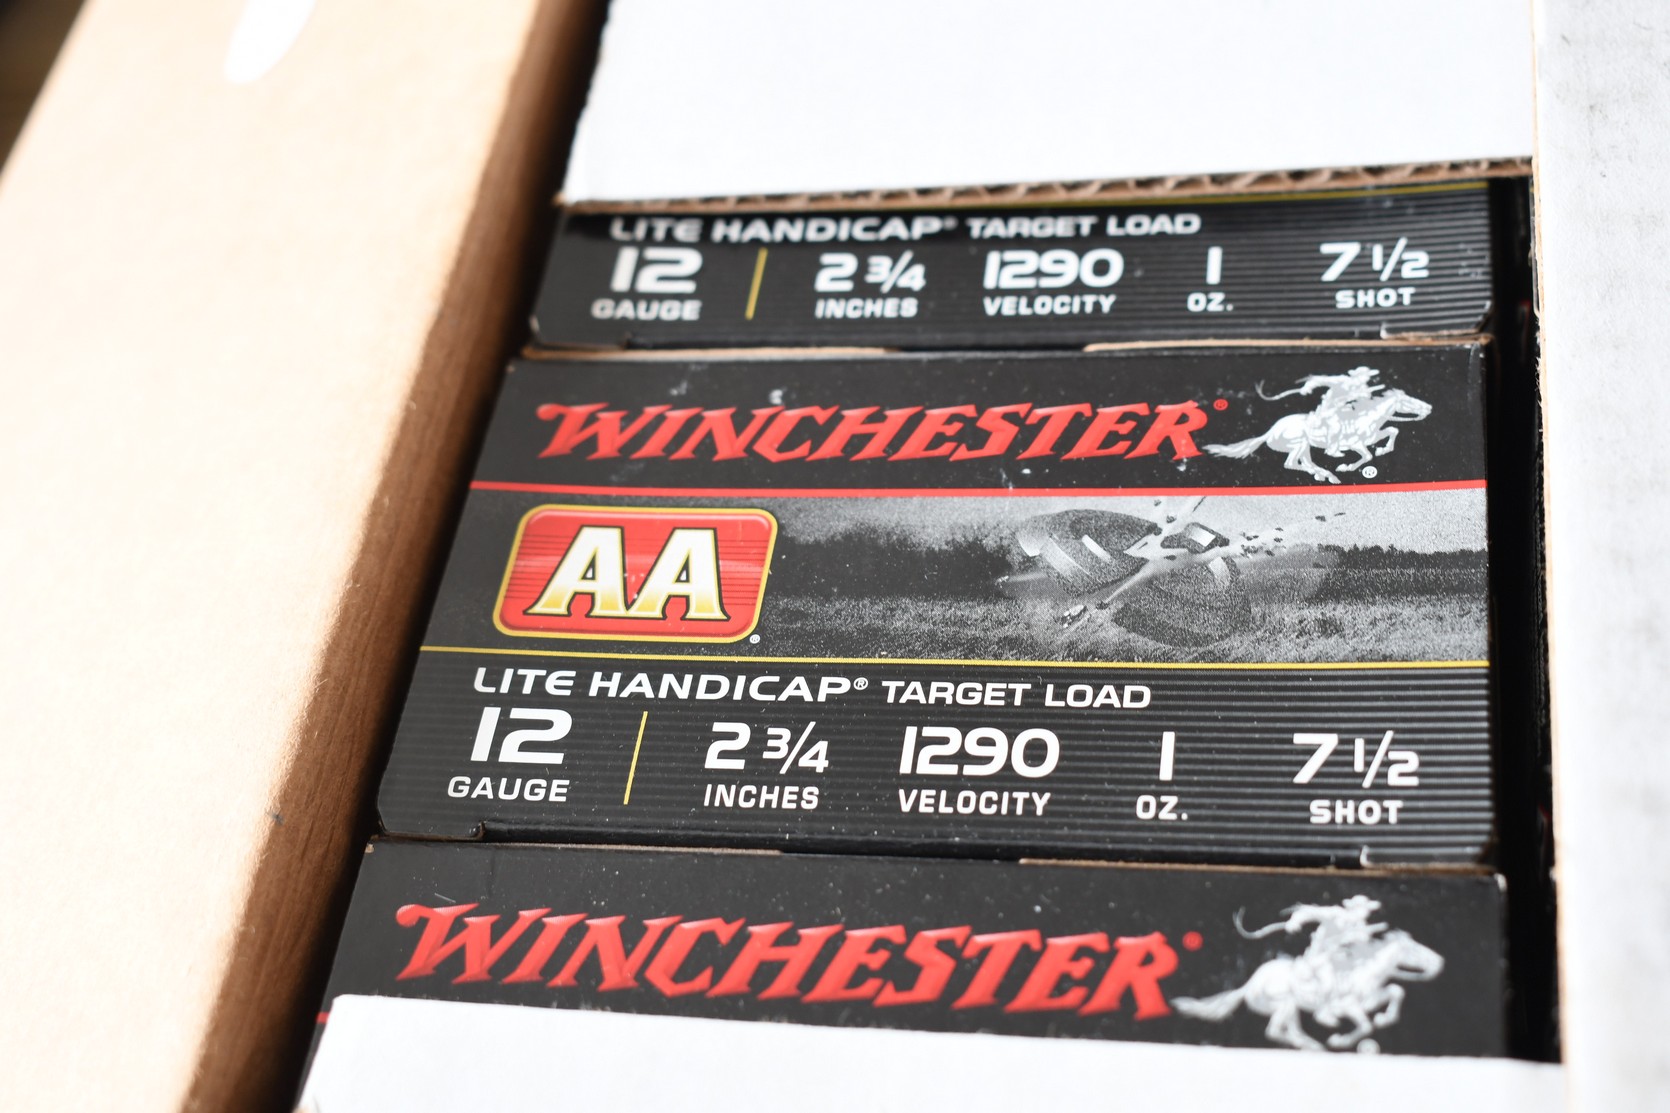 LITE HANDICAP® TARGET LOAD
12 2 3/4 1290 1 7 1/2
GAUGE INCHES VELOCITY OZ. SHOT
WINCHESTER®
®
AA®
LITE HANDICAP® TARGET LOAD
12 2 3/4 1290 1 7 1/2
GAUGE INCHES VELOCITY OZ. SHOT
WINCHESTER®